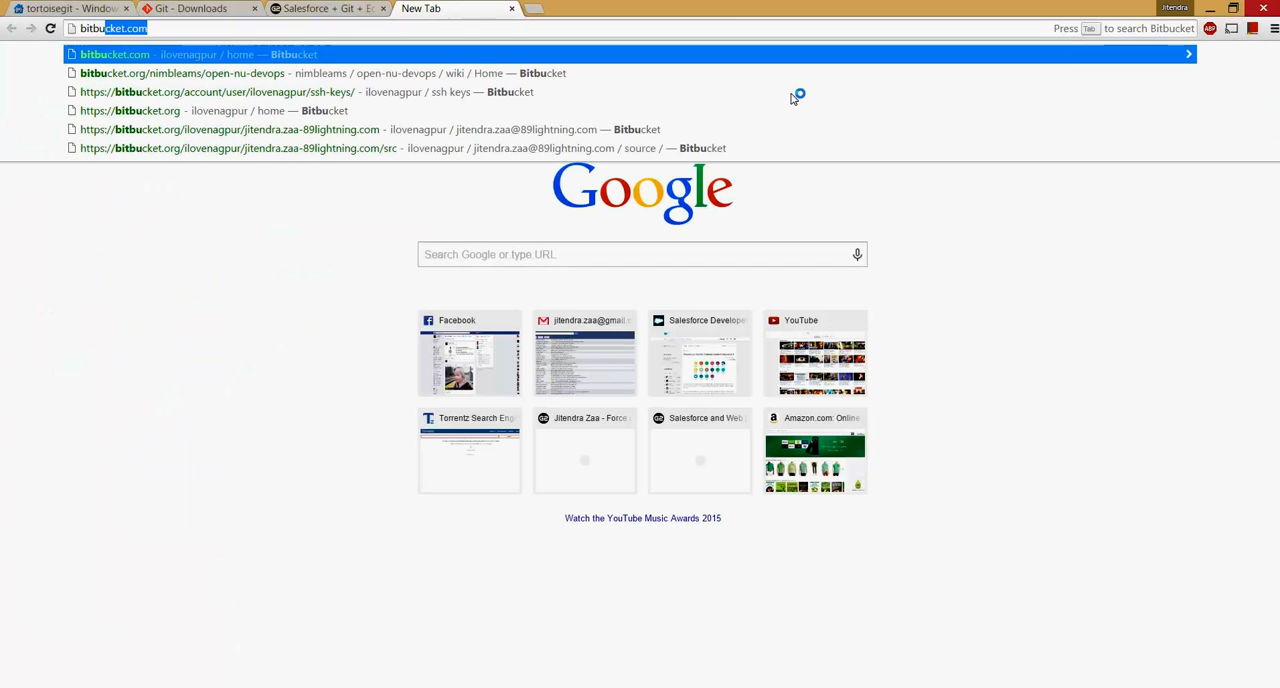 tortoisegit - Window
Git - Downloads
Salesforce + Git + Ec
New Tab
Jitendra
bitbucket.com
Press Tab to search Bitbucket
ABP
bitbucket.com - ilovenagpur / home — Bitbucket
bitbucket.org/nimbleams/open-nu-devops - nimbleams / open-nu-devops / wiki / Home — Bitbucket
https://bitbucket.org/account/user/ilovenagpur/ssh-keys/ - ilovenagpur / ssh keys — Bitbucket
https://bitbucket.org - ilovenagpur / home — Bitbucket
https://bitbucket.org/ilovenagpur/jitendra.zaa-89lightning.com - ilovenagpur / jitendra.zaa@89lightning.com — Bitbucket
https://bitbucket.org/ilovenagpur/jitendra.zaa-89lightning.com/src - ilovenagpur / jitendra.zaa@89lightning.com / source / — Bitbucket
Google
Search Google or type URL
Facebook
jitendra.zaa@gmail.c
Salesforce Develope
YouTube
Torrentz Search Eng
Jitendra Zaa - Force.
Salesforce and Web
Amazon.com: Online
Watch the YouTube Music Awards 2015